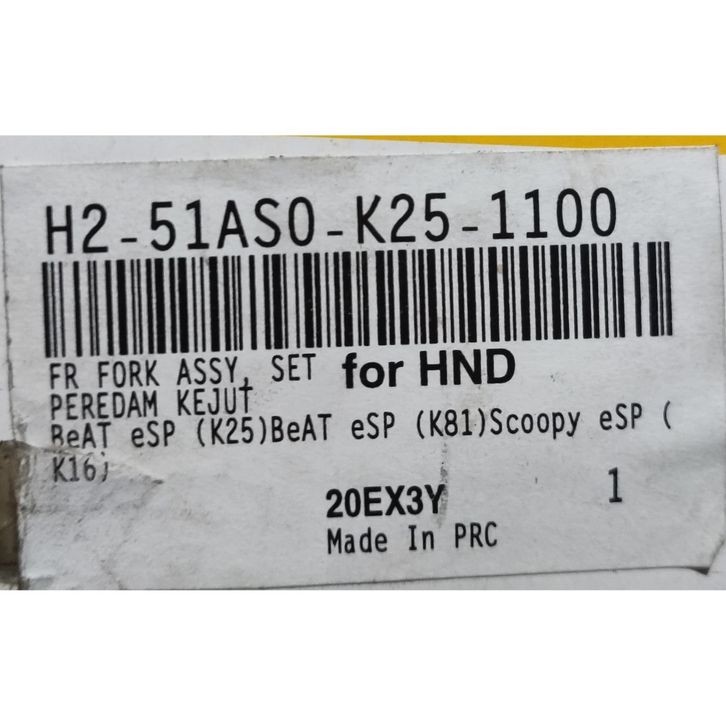 H2-51AS0-K25-1100
FR FORK ASSY, SET for HND
PEREDAM KEJUT
BeAT eSP (K25)BeAT eSP (K81)Scoopy eSP (
K16)
20EX3Y 1
Made In PRC